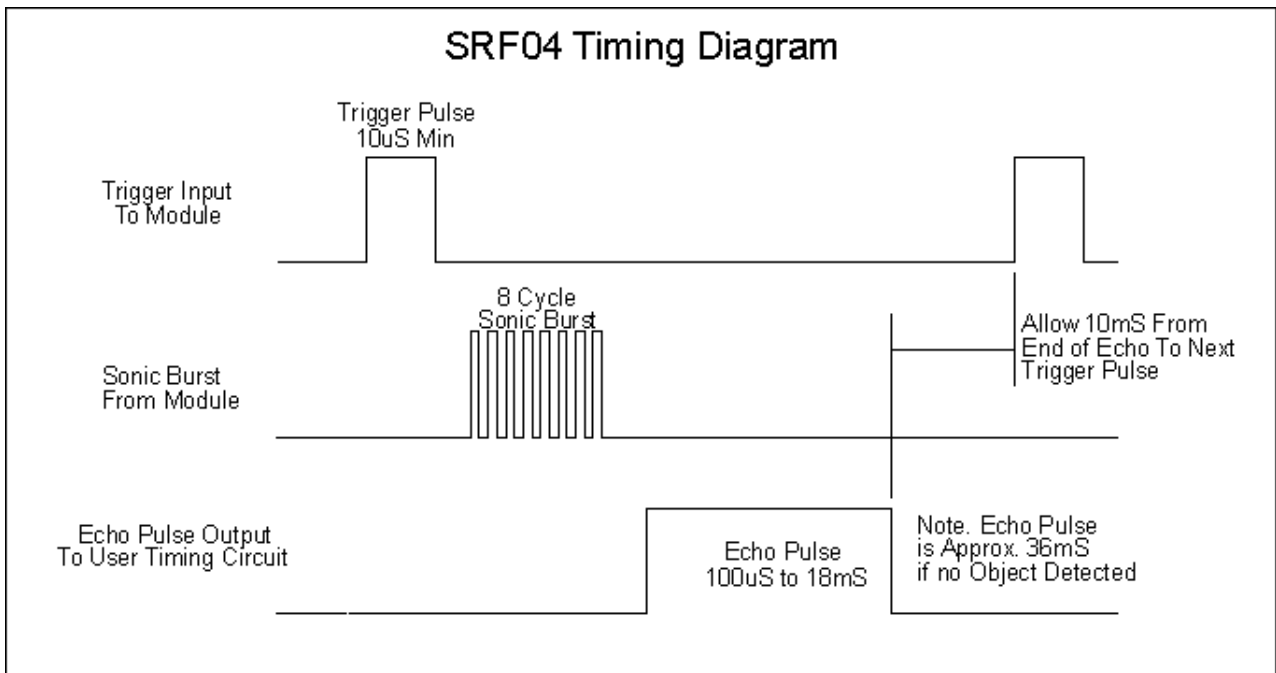 SRF04 Timing Diagram
Trigger Pulse
10uS Min
Trigger Input
To Module
8 Cycle
Sonic Burst
Allow 10mS From
End of Echo To Next
Trigger Pulse
Sonic Burst
From Module
Echo Pulse Output
To User Timing Circuit
Echo Pulse
100uS to 18mS
Note. Echo Pulse
is Approx. 36mS
if no Object Detected